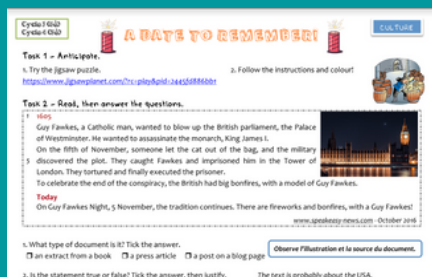 Cycle 3 (A2)
A DATE TO REMEMBER!
CULTURE
Task 1 - Anticipate.
1. Try the jigsaw puzzle.
2. Follow the instructions and colour!
Task 2 - Read, then answer the questions.
1 1605
Guy Fawkes, a Catholic man, wanted to blow up the British parliament, the Palace
of Westminster. He wanted to assassinate the monarch, King James I.
On the fifth of November, someone let the cat out of the bag, and the military
5 discovered the plot. They caught Fawkes and imprisoned him in the Tower of
London. They tortured and finally executed the prisoner.
To celebrate the end of the conspiracy, the British had big bonfires, with a model of Guy Fawkes.
Today
On Guy Fawkes Night, 5 November, the tradition continues. There are fireworks and bonfires, with a Guy Fawkes!
www.speakeasy-news.com - October 2016
1. What type of document is it? Tick the answer.
❒ an extract from a book ❒ a press article ❒ a post on a blog page
Observe l'illustration et la source du document.
2. Is the statement true or false? Tick the answer, then justify.
The text is probably about the USA.